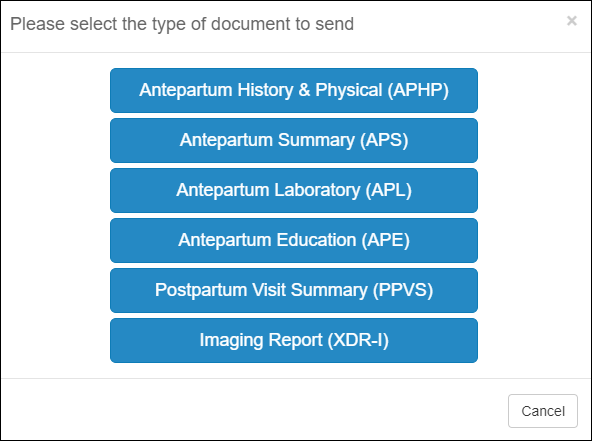 Please select the type of document to send
×
Antepartum History & Physical (APHP)
Antepartum Summary (APS)
Antepartum Laboratory (APL)
Antepartum Education (APE)
Postpartum Visit Summary (PPVS)
Imaging Report (XDR-I)
Cancel